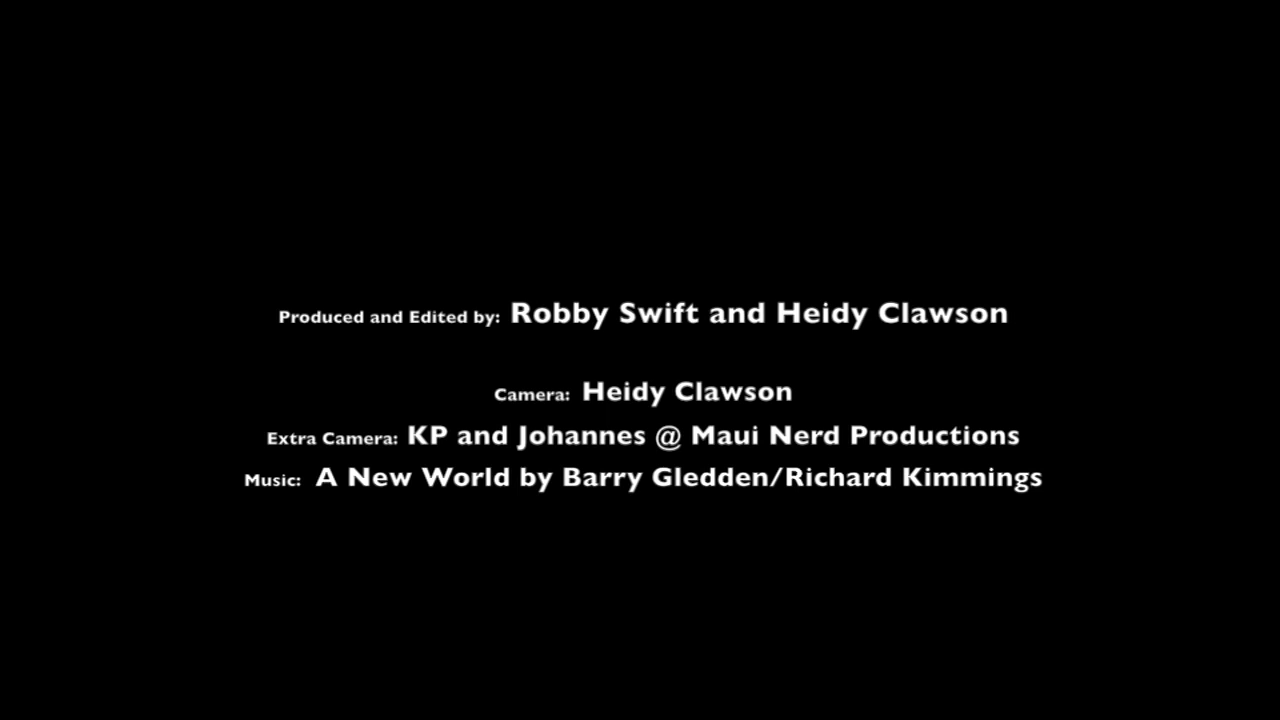 Produced and Edited by: Robby Swift and Heidy Clawson
Camera: Heidy Clawson
Extra Camera: KP and Johannes @ Maui Nerd Productions
Music: A New World by Barry Gledden/Richard Kimmings